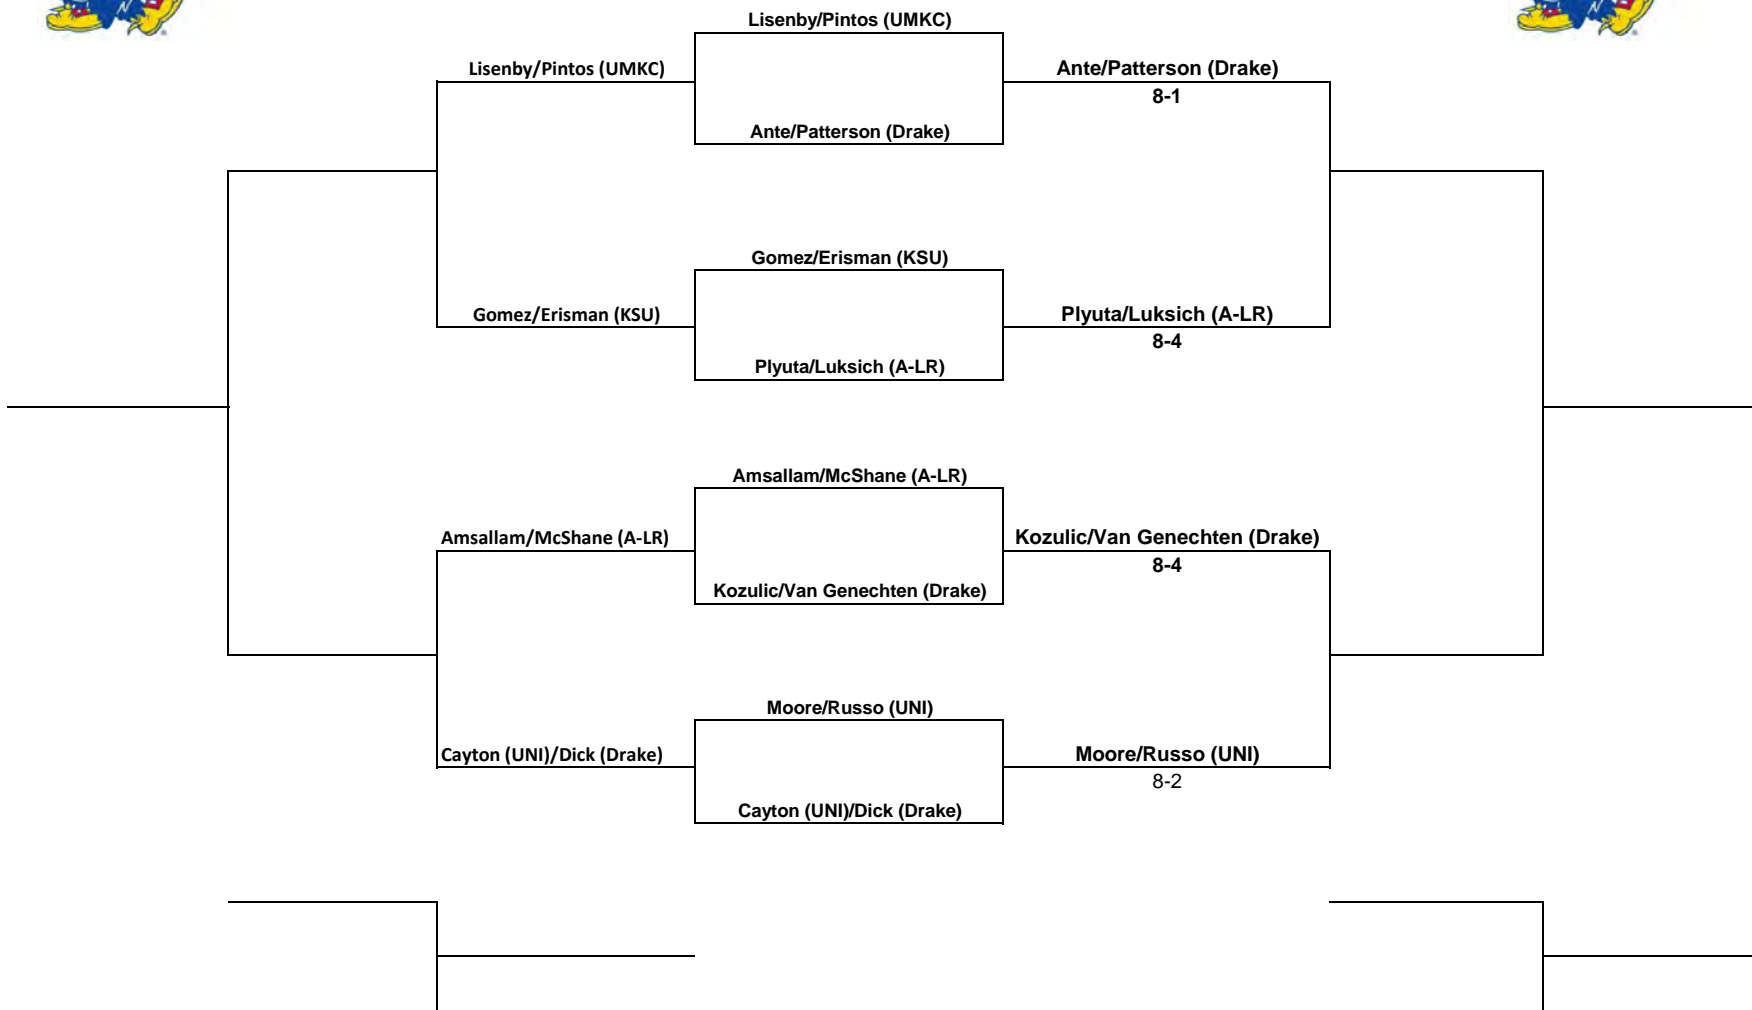 Lisenby/Pintos (UMKC)
Lisenby/Pintos (UMKC)
Ante/Patterson (Drake)
8-1
Ante/Patterson (Drake)
Gomez/Erisman (KSU)
Gomez/Erisman (KSU)
Plyuta/Luksich (A-LR)
8-4
Plyuta/Luksich (A-LR)
Amsallam/McShane (A-LR)
Amsallam/McShane (A-LR)
Kozulic/Van Genechten (Drake)
8-4
Kozulic/Van Genechten (Drake)
Moore/Russo (UNI)
Cayton (UNI)/Dick (Drake)
Moore/Russo (UNI)
8-2
Cayton (UNI)/Dick (Drake)